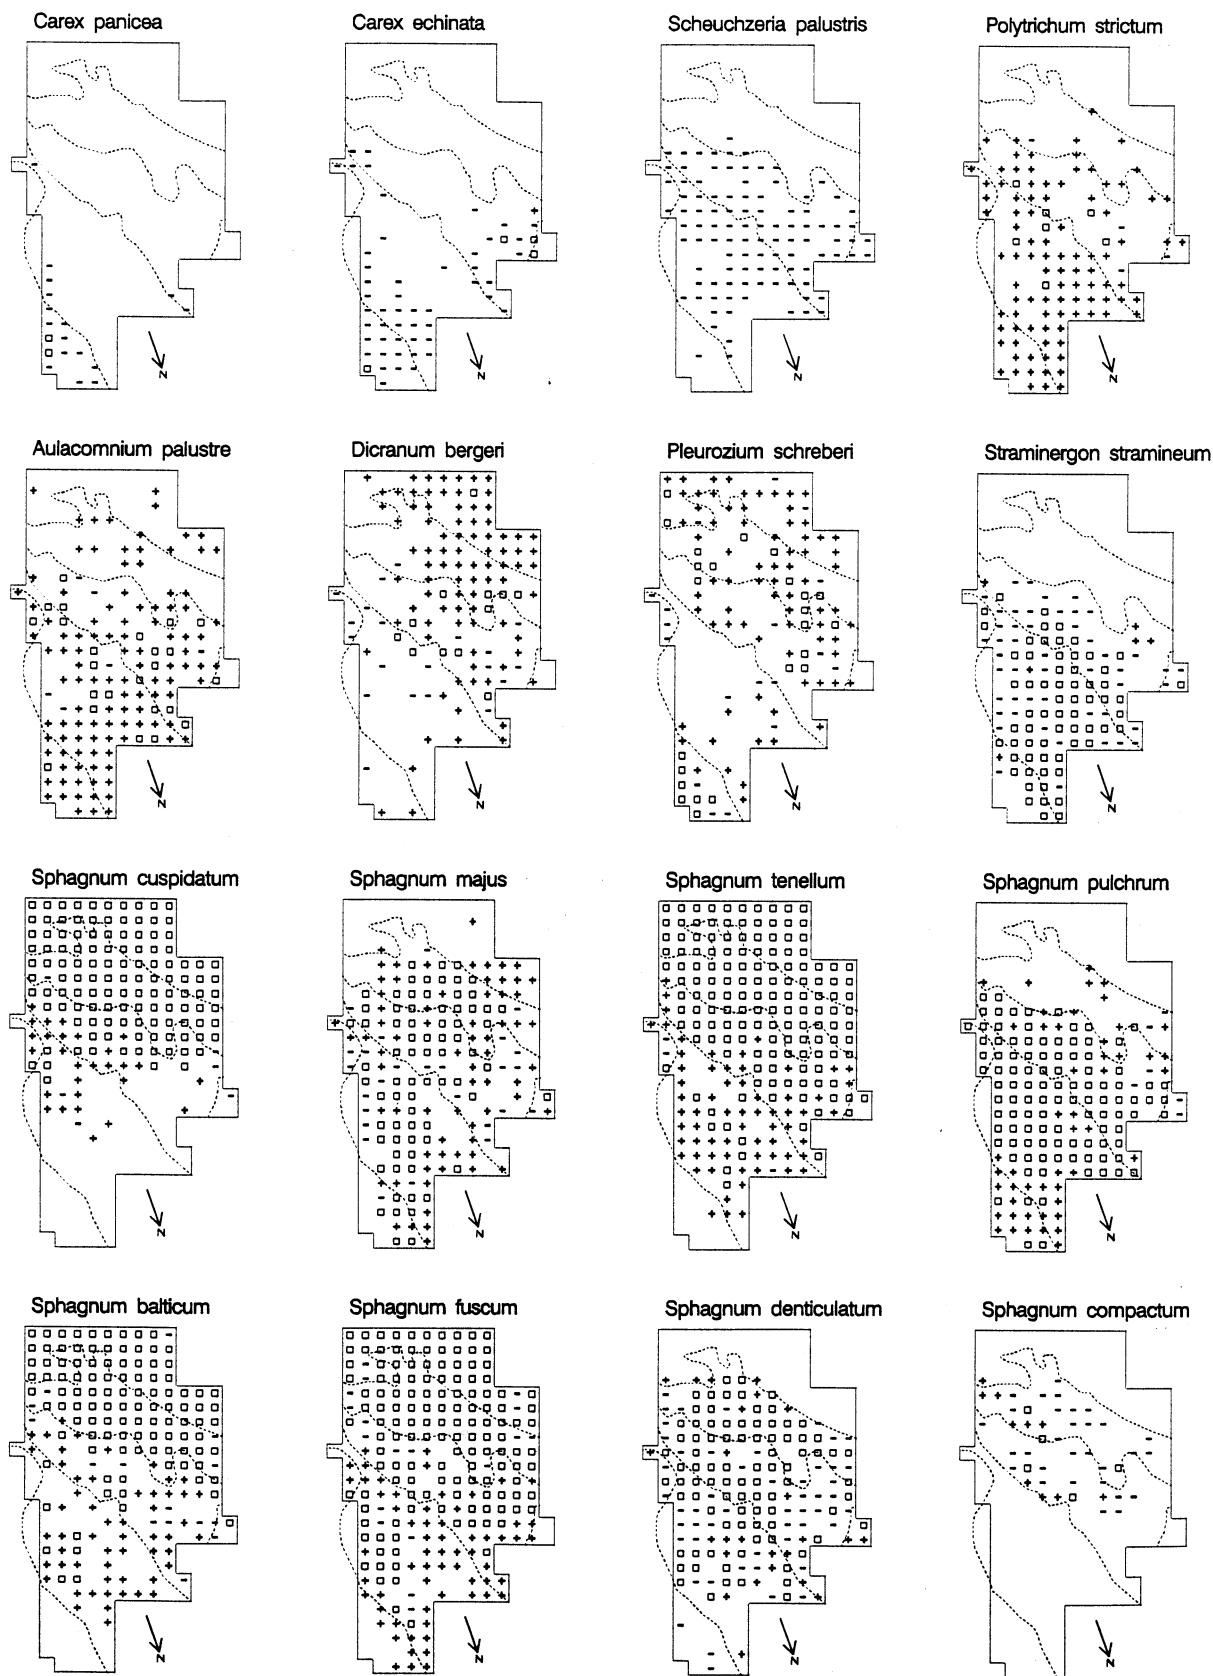 Carex panicea Carex echinata Scheuchzeria palustris Polytrichum strictum
N N N N
Aulacomnium palustre Dicranum bergeri Pleurozium schreberi Straminergon stramineum
N N N N
Sphagnum cuspidatum Sphagnum majus Sphagnum tenellum Sphagnum pulchrum
N N N N
Sphagnum balticum Sphagnum fuscum Sphagnum denticulatum Sphagnum compactum
N N N N